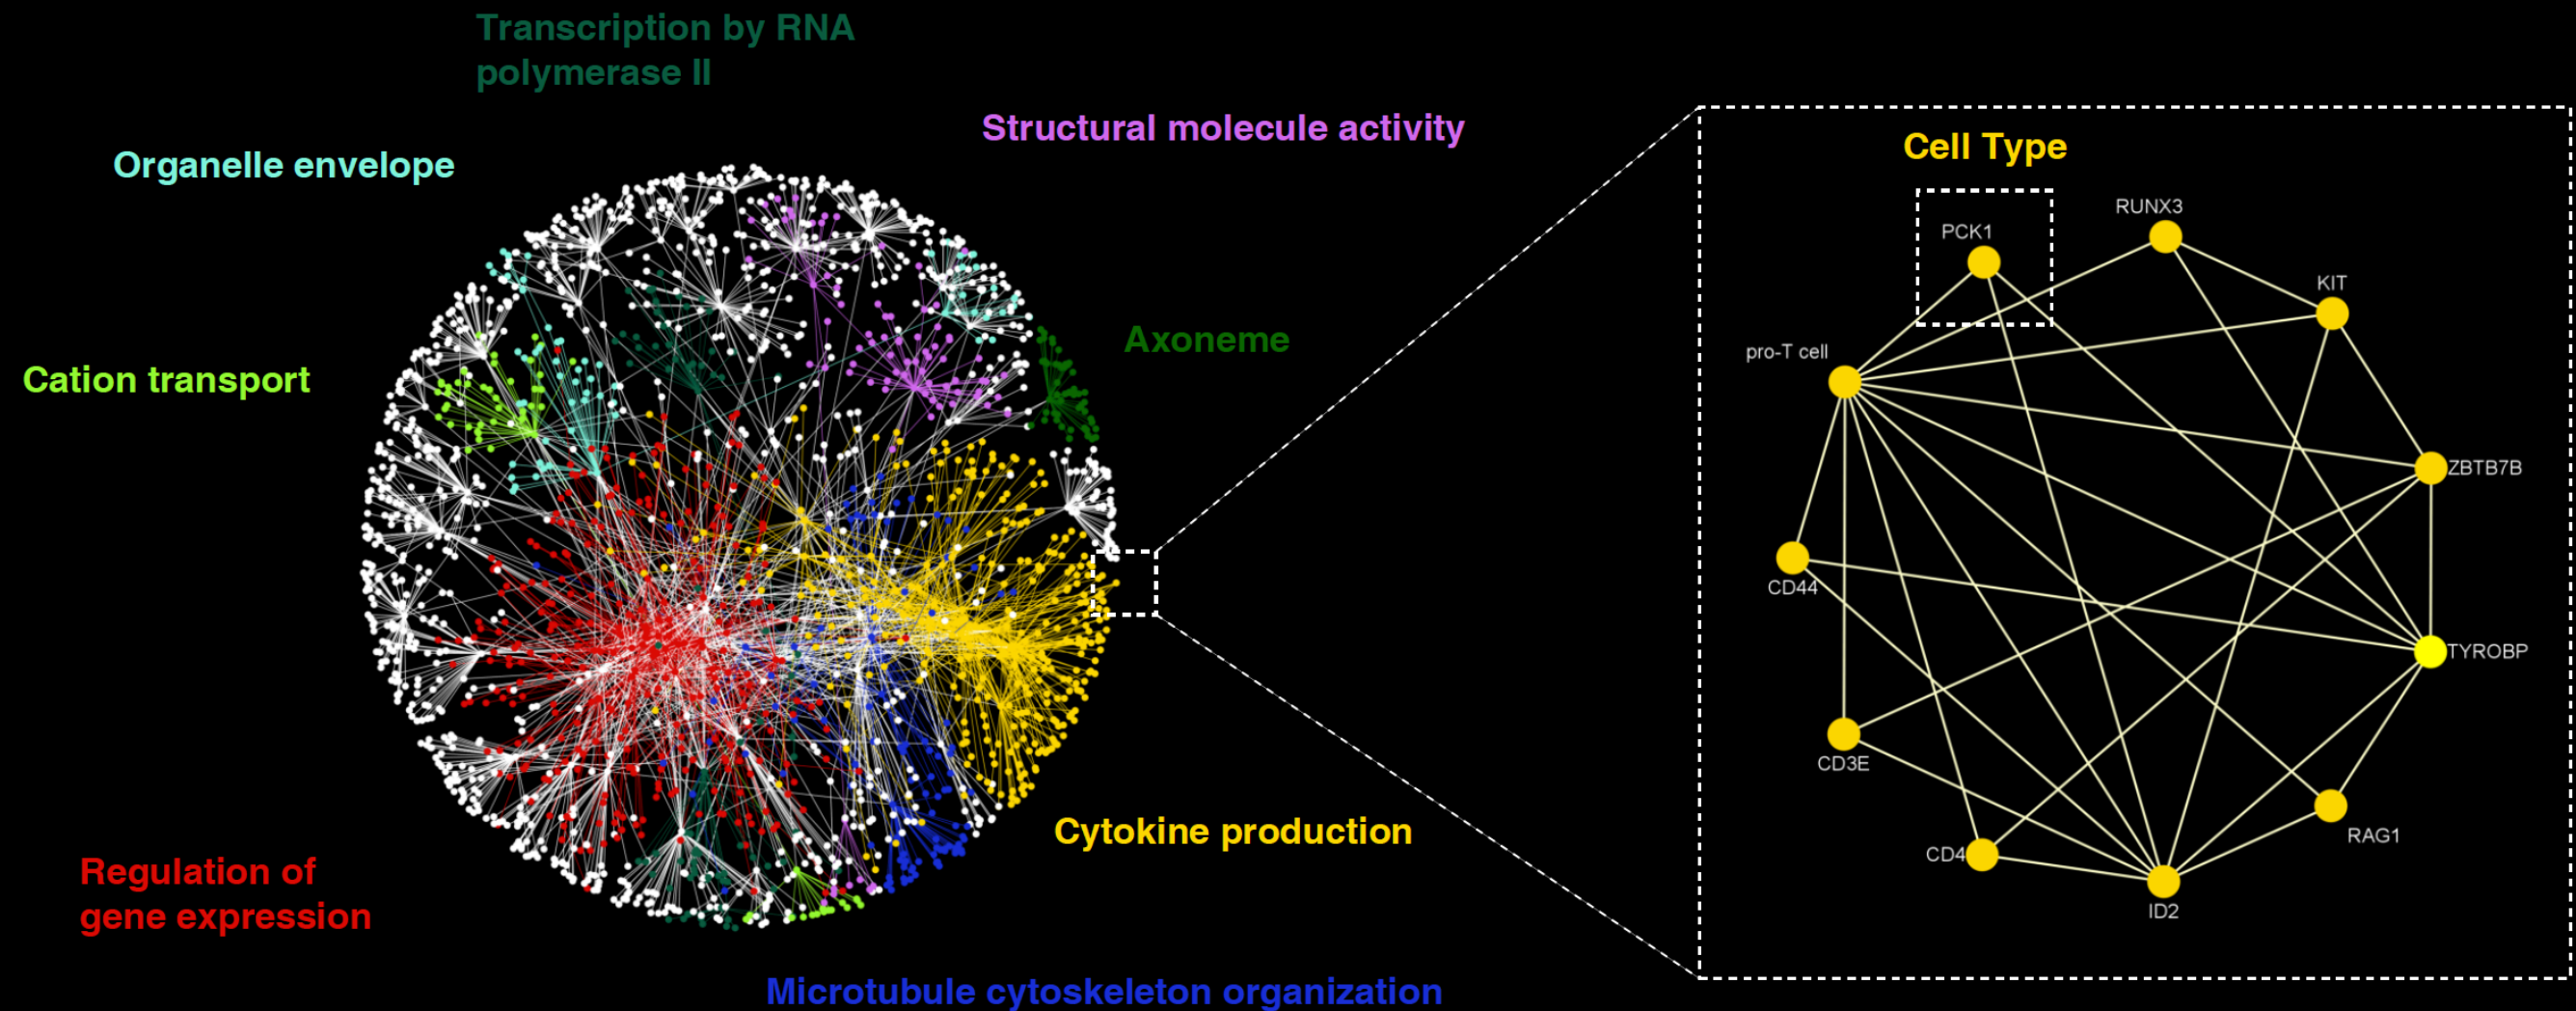 Transcription by RNA
polymerase II
Structural molecule activity
Organelle envelope
Axoneme
Cation transport
Cytokine production
Regulation of
gene expression
Microtubule cytoskeleton organization
Cell Type
RUNX3
PCK1
KIT
pro-T cell
ZBTB7B
CD44
TYROBP
CD3E
RAG1
CD4
ID2